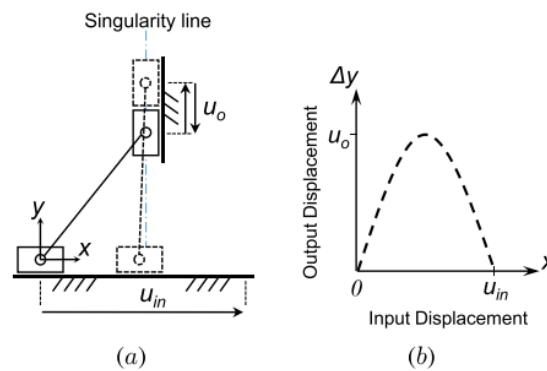 Singularity line
u_o
y
x
u_in
(a)
Δy
Output Displacement
u_o
0
u_in
x
Input Displacement
(b)